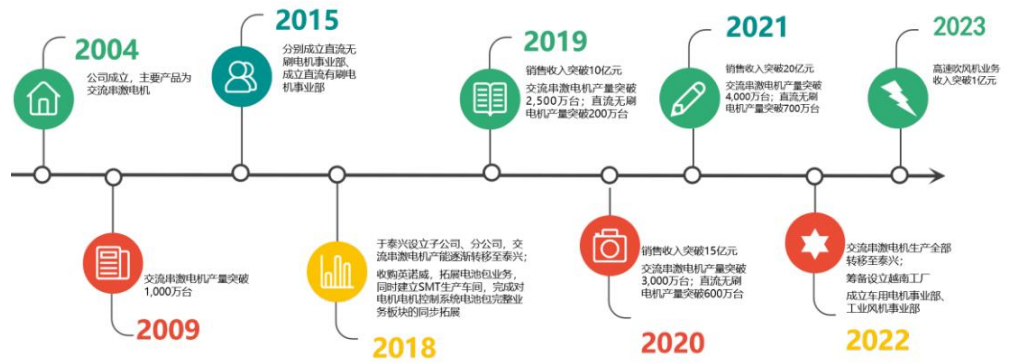 2004
公司成立，主要产品为
交流串激电机
2009
交流串激电机产量突破
1,000万台
2015
分别成立直流无
刷电机事业部、
成立直流有刷电
机事业部
2018
于泰兴设立子公司、分公司，交
流串激电机产能逐渐转移至泰兴；
收购英诺威，拓展电池包业务，
同时建立SMT生产车间，完成对
电机电机控制系统电池包完整业
务板块的同步拓展
2019
销售收入突破10亿元
交流串激电机产量突破
2,500万台；直流无刷
电机产量突破200万台
2020
销售收入突破15亿元
交流串激电机产量突破
3,000万台；直流无刷
电机产量突破600万台
2021
销售收入突破20亿元
交流串激电机产量突破
4,000万台；直流无刷
电机产量突破700万台
2022
交流串激电机生产全部
转移至泰兴；
筹备设立越南工厂
成立车用电机事业部、
工业风机事业部
2023
高速吹风机业务
收入突破1亿元